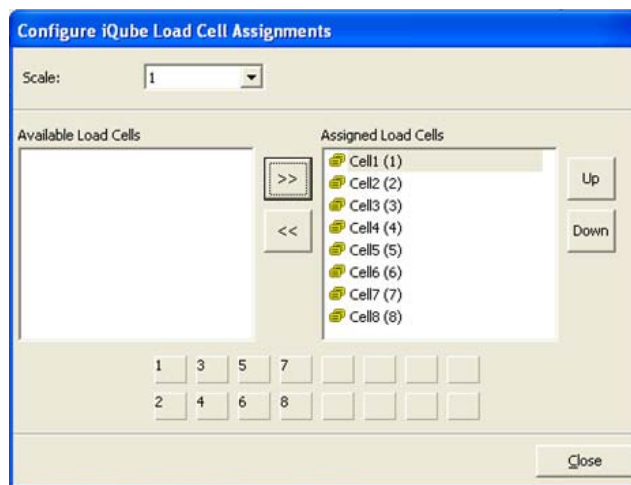 Configure iQube Load Cell Assignments
Scale: 1
Available Load Cells
Assigned Load Cells
>>
<<
Cell1 (1)
Cell2 (2)
Cell3 (3)
Cell4 (4)
Cell5 (5)
Cell6 (6)
Cell7 (7)
Cell8 (8)
Up
Down
1 3 5 7
2 4 6 8
Close